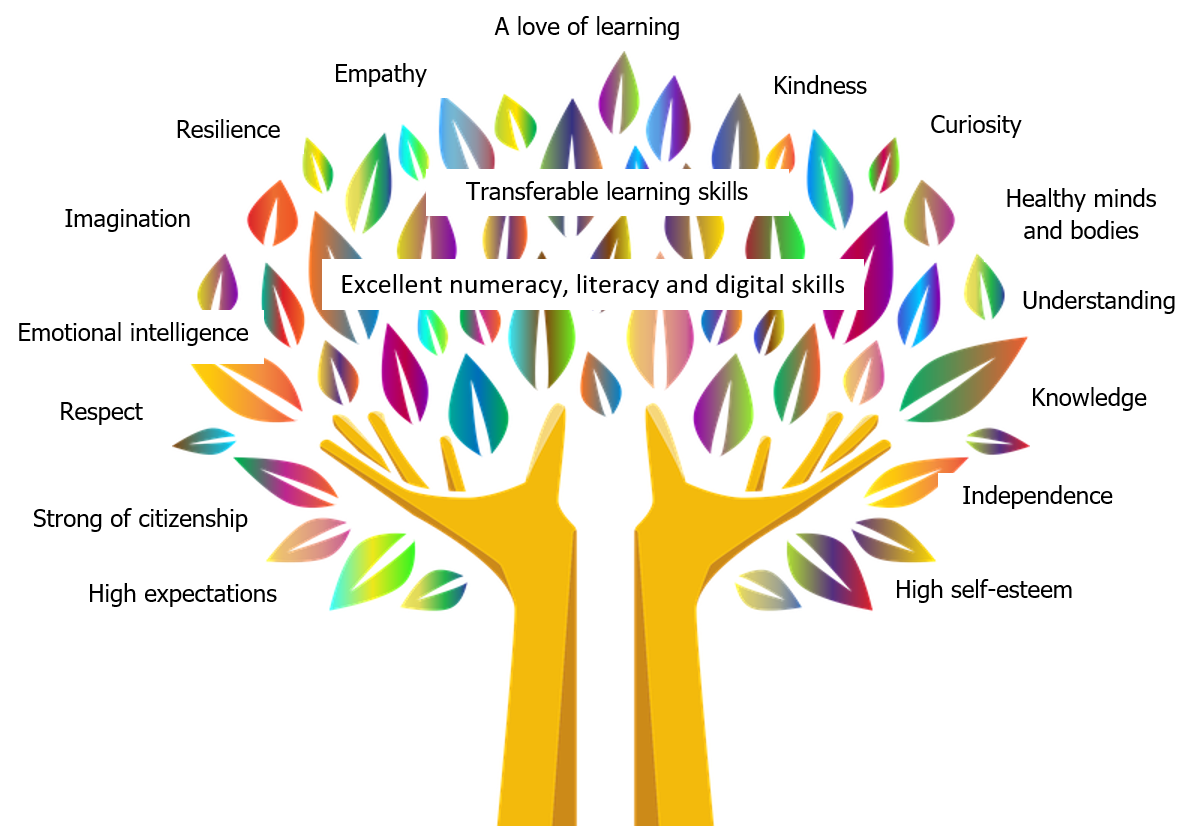 A love of learning
Empathy
Kindness
Resilience
Curiosity
Transferable learning skills
Imagination
Healthy minds
and bodies
Excellent numeracy, literacy and digital skills
Understanding
Emotional intelligence
Respect
Knowledge
Independence
Strong of citizenship
High expectations
High self-esteem